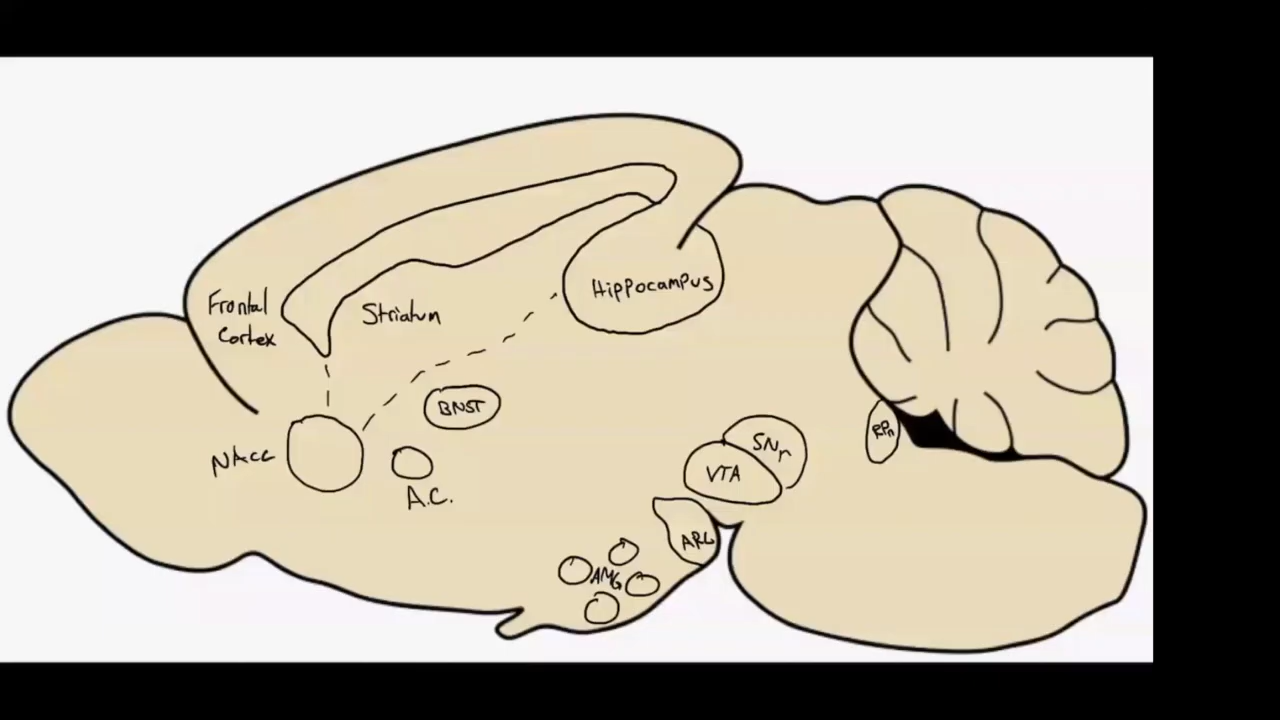 Hippocampus
Frontal
Cortex
Striatum
BNST
NAcc
A.C.
SNr
VTA
RPn
ARC
AMG